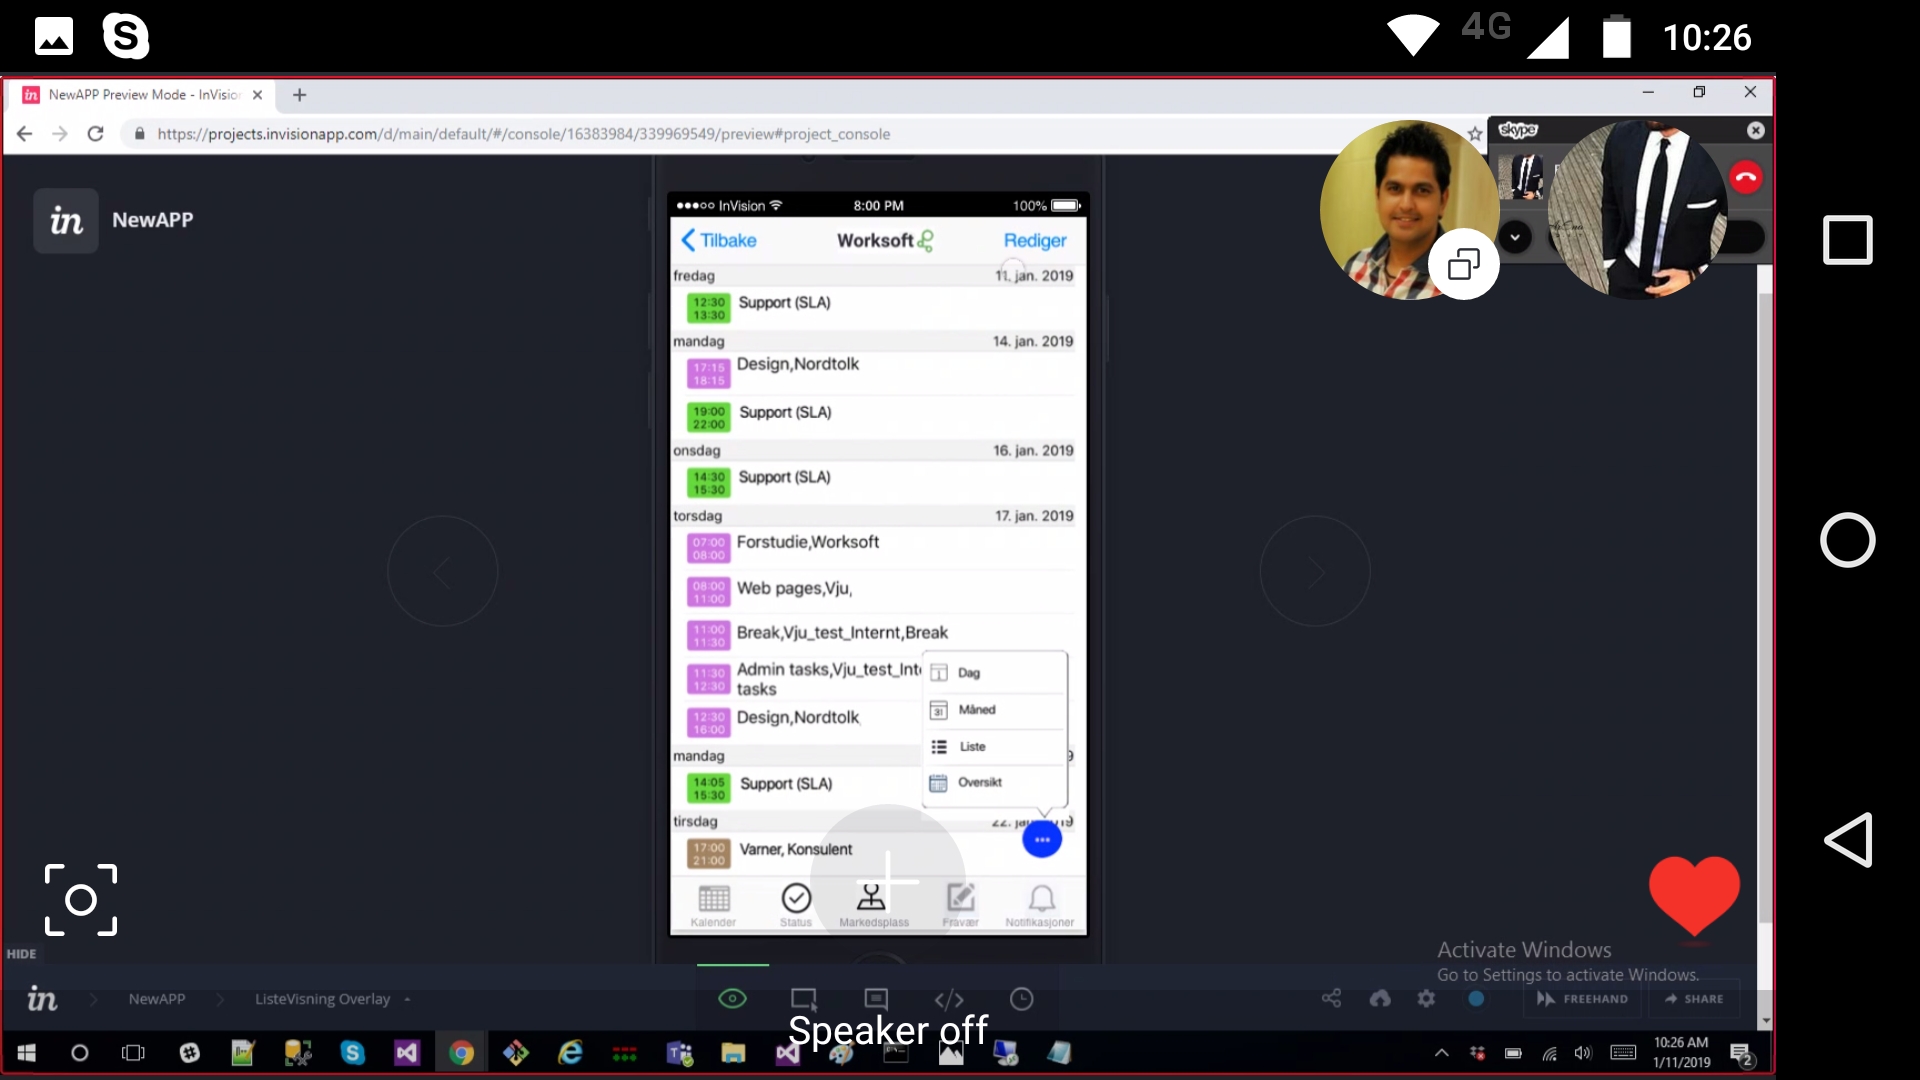 4G 10:26
NewAPP Preview Mode - InVisio
https://projects.invisionapp.com/d/main/default/#/console/16383984/339969549/preview#project_console
skype
in NewAPP
InVision 8:00 PM 100%
Tilbake Worksoft Rediger
fredag 11. jan. 2019
12:30 Support (SLA)
13:30
mandag 14. jan. 2019
17:15 Design,Nordtolk
18:15
19:00 Support (SLA)
22:00
onsdag 16. jan. 2019
14:30 Support (SLA)
15:30
torsdag 17. jan. 2019
07:00 Forstudie,Worksoft
08:00
08:00 Web pages,Vju,
11:00
11:00 Break,Vju_test_Internt,Break
11:30
11:30 Admin tasks,Vju_test_Int
12:30 tasks
12:30 Design,Nordtolk
16:00
Dag
Måned
Liste
Oversikt
mandag 9
14:05 Support (SLA)
15:30
tirsdag 22. jan. 2019
17:00 Varner, Konsulent
21:00
Kalender Status Markedsplass Fravær Notifikasjoner
HIDE
Activate Windows
Go to Settings to activate Windows.
in NewAPP ListeVisning Overlay FREEHAND SHARE
Speaker off
10:26 AM
1/11/2019
2